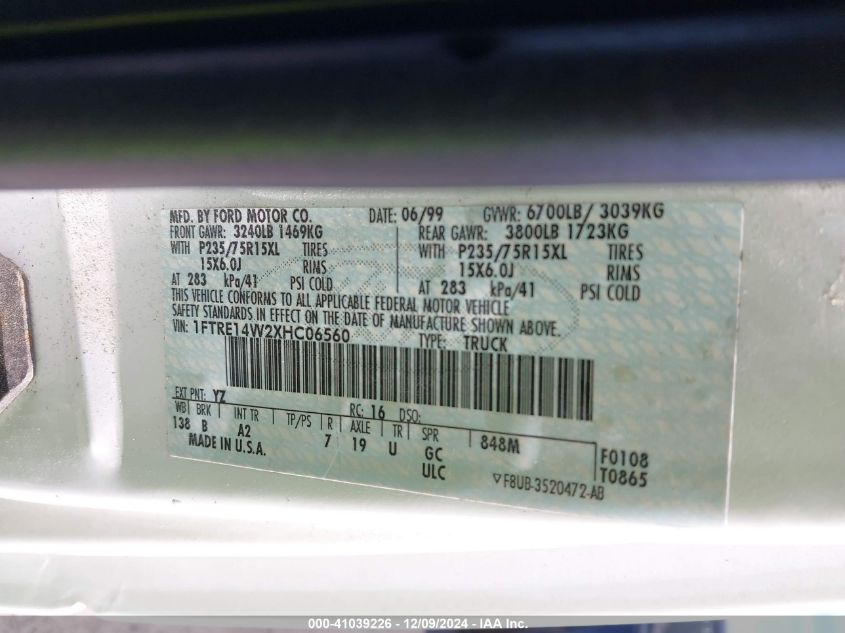 MFD. BY FORD MOTOR CO. DATE: 06/99 GVWR: 6700LB/ 3039KG
FRONT GAWR: 3240LB 1469KG REAR GAWR: 3800LB 1723KG
WITH P235/75R15XL TIRES WITH P235/75R15XL TIRES
15X6.0J RIMS 15X6.0J RIMS
AT 283 kPa/41 PSI COLD AT 283 kPa/41 PSI COLD
THIS VEHICLE CONFORMS TO ALL APPLICABLE FEDERAL MOTOR VEHICLE
SAFETY STANDARDS IN EFFECT ON THE DATE OF MANUFACTURE SHOWN ABOVE.
VIN: 1FTRE14W2XHC06560 TYPE: TRUCK
EXT PNT: YZ RC: 16 DSO:
WB BRK INT TR TP/PS R AXLE TR SPR 848M F0108
138 B A2 7 19 U GC T0865
MADE IN U.S.A. ULC ▽F8UB-3520472-AB
000-41039226 - 12/09/2024 - IAA Inc.